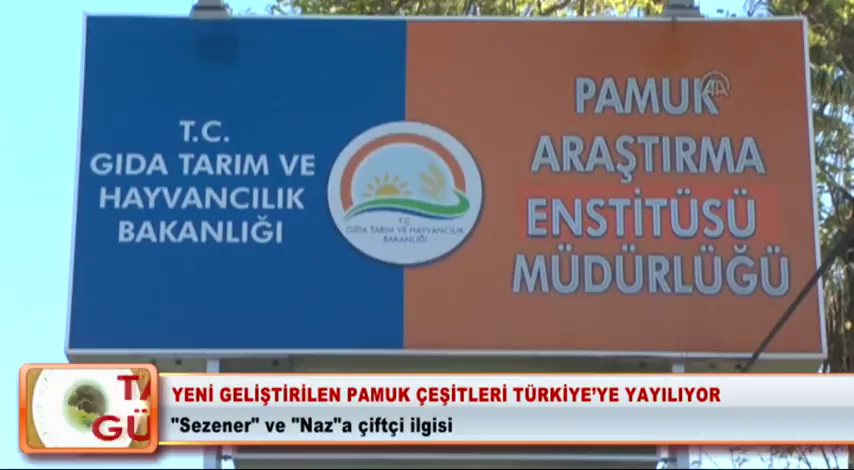 T.C.
GIDA TARIM VE
HAYVANCILIK
BAKANLIĞI
T.C.
GIDA TARIM VE HAYVANCILIK
BAKANLIĞI
PAMUK
AA
ARAŞTIRMA
ENSTİTÜSÜ
MÜDÜRLÜĞÜ
YENİ GELİŞTİRİLEN PAMUK ÇEŞİTLERİ TÜRKİYE'YE YAYILIYOR
"Sezener" ve "Naz"a çiftçi ilgisi